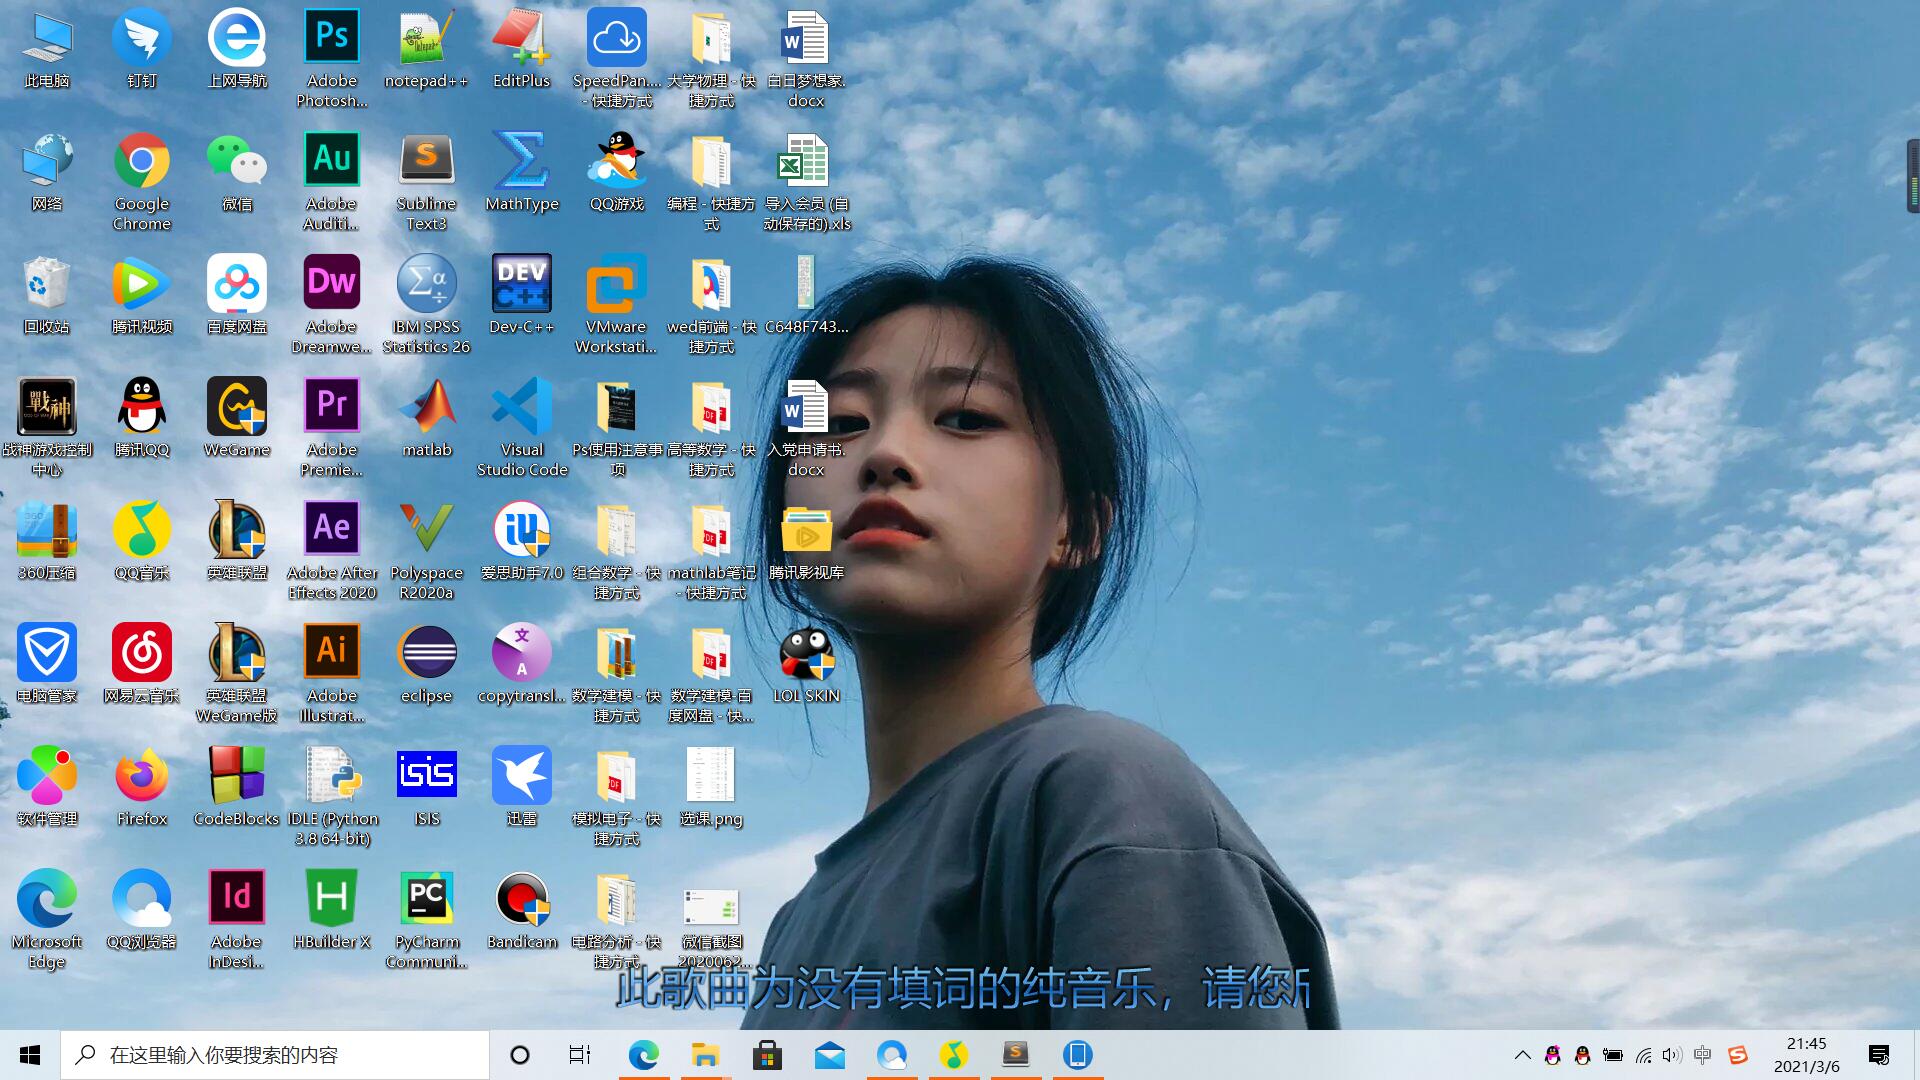 此电脑
钉钉
上网导航
Adobe
Photosh...
notepad++
EditPlus
SpeedPan....
- 快捷方式
大学物理 - 快
捷方式
白日梦想家.
docx
网络
Google
Chrome
微信
Adobe
Auditi...
Sublime
Text3
MathType
QQ游戏
编程 - 快捷方
式
导入会员 (自
动保存的).xls
回收站
腾讯视频
百度网盘
Adobe
Dreamwe...
IBM SPSS
Statistics 26
Dev-C++
VMware
Workstati...
wed前端 - 快
捷方式
C648F743...
战神游戏控制
中心
腾讯QQ
WeGame
Adobe
Premie...
matlab
Visual
Studio Code
Ps使用注意事
项
高等数学 - 快
捷方式
入党申请书.
docx
360压缩
QQ音乐
英雄联盟
Adobe After
Effects 2020
Polyspace
R2020a
爱思助手7.0
组合数学 - 快
捷方式
mathlab笔记
- 快捷方式
腾讯影视库
电脑管家
网易云音乐
英雄联盟
WeGame版
Adobe
Illustrat...
eclipse
copytransl...
数学建模 - 快
捷方式
数学建模-百
度网盘 - 快...
LOL SKIN
软件管理
Firefox
CodeBlocks
IDLE (Python
3.8 64-bit)
ISIS
迅雷
模拟电子 - 快
捷方式
选课.png
Microsoft
Edge
QQ浏览器
Adobe
InDesi...
HBuilder X
PyCharm
Communi...
Bandicam
电路分析 - 快
捷方式
微信截图
_2020062...
此歌曲为没有填词的纯音乐，请您
在这里输入你要搜索的内容
中
21:45
2021/3/6